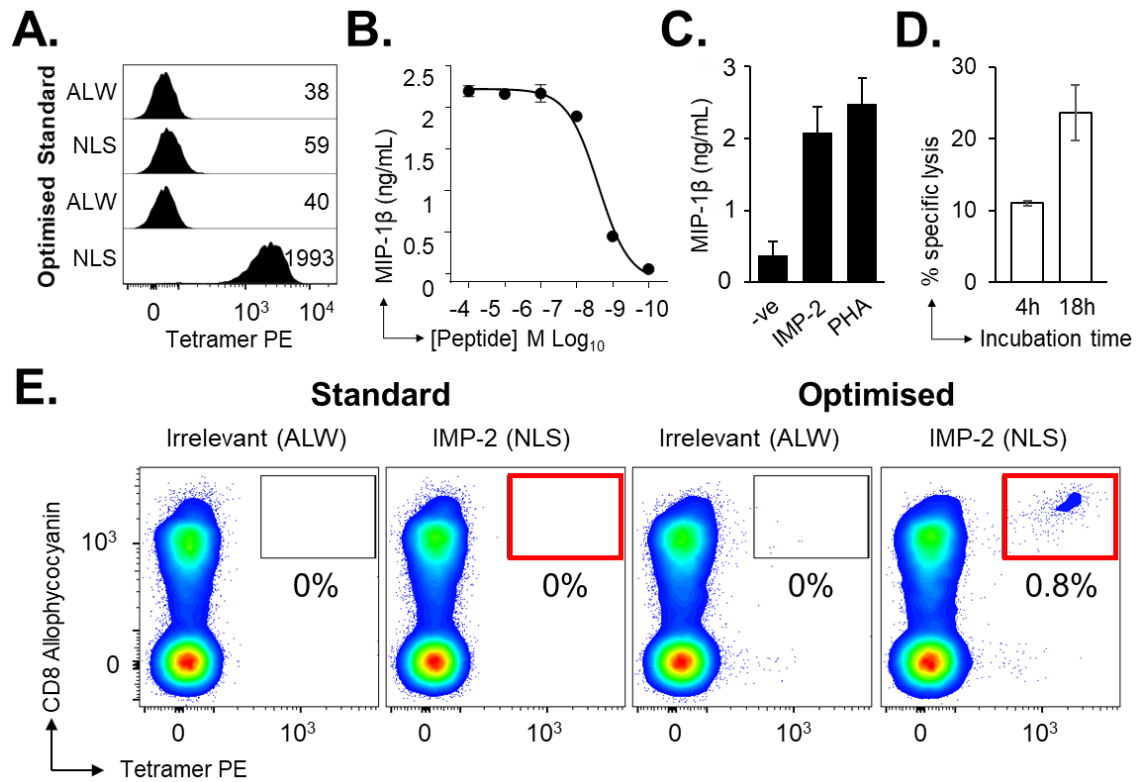 A.
Optimised Standard
ALW 38
NLS 59
ALW 40
NLS 1993
0 10³ 10⁴
Tetramer PE
B.
MIP-1β (ng/mL)
2.5
2
1.5
1
0.5
0
-4 -5 -6 -7 -8 -9 -10
[Peptide] M Log₁₀
C.
MIP-1β (ng/mL)
3
2
1
0
-ve IMP-2 PHA
D.
% specific lysis
30
20
10
0
4h 18h
Incubation time
E.
Standard Optimised
Irrelevant (ALW) IMP-2 (NLS) Irrelevant (ALW) IMP-2 (NLS)
CD8 Allophycocyanin
10³
0
0% 0% 0% 0.8%
0 10³ 0 10³ 0 10³ 0 10³
Tetramer PE